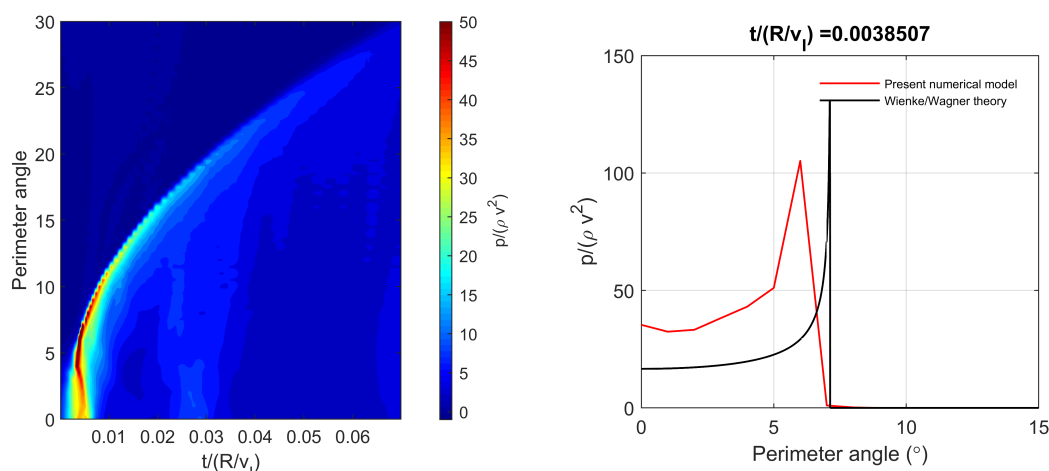 30
25
20
15
10
5
0
Perimeter angle
0.01 0.02 0.03 0.04 0.05 0.06
t/(R/v_l)
50
45
40
35
30
25
20
15
10
5
0
p/(ρ v²)
t/(R/v_l) =0.0038507
150
100
50
0
p/(ρ v²)
Present numerical model
Wienke/Wagner theory
0 5 10 15
Perimeter angle (°)